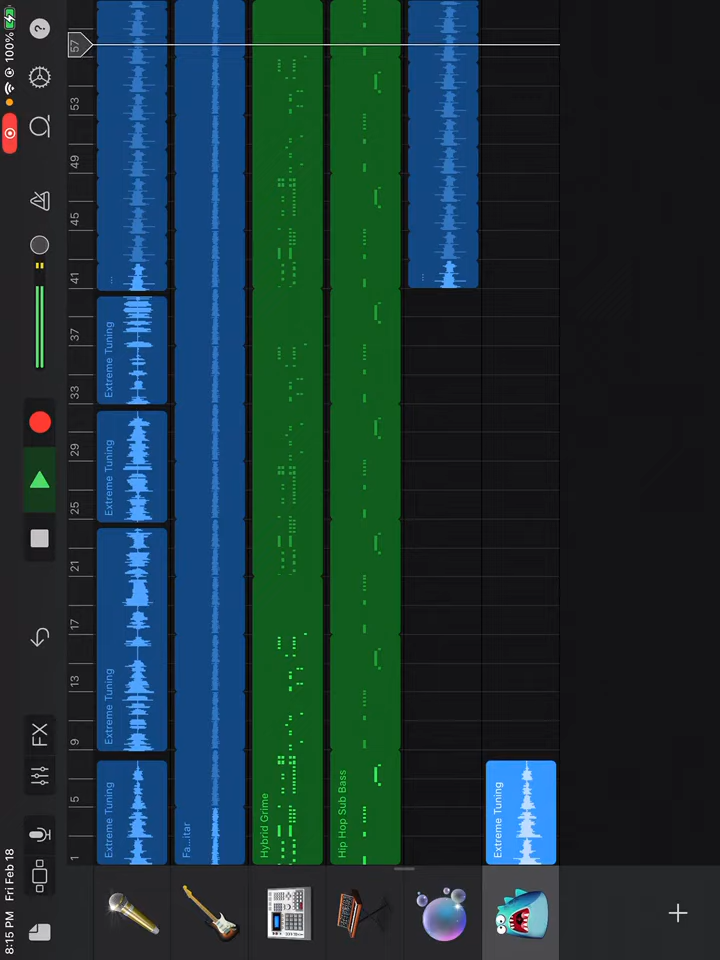 8:15 PM Fri Feb 18
100%
FX
?
1 5 9 13 17 21 25 29 33 37 41 45 49 53 57
Extreme Tuning
Extreme Tuning
Extreme Tuning
Extreme Tuning
...
Fa...itar
Hybrid Grime
Hip Hop Sub Bass
...
Extreme Tuning